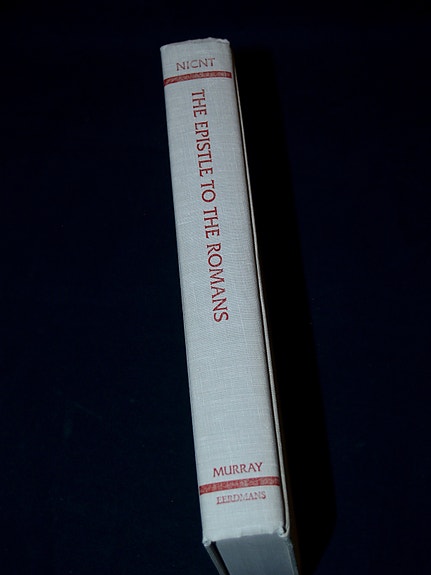 NICNT
THE EPISTLE TO THE ROMANS
MURRAY
EERDMANS